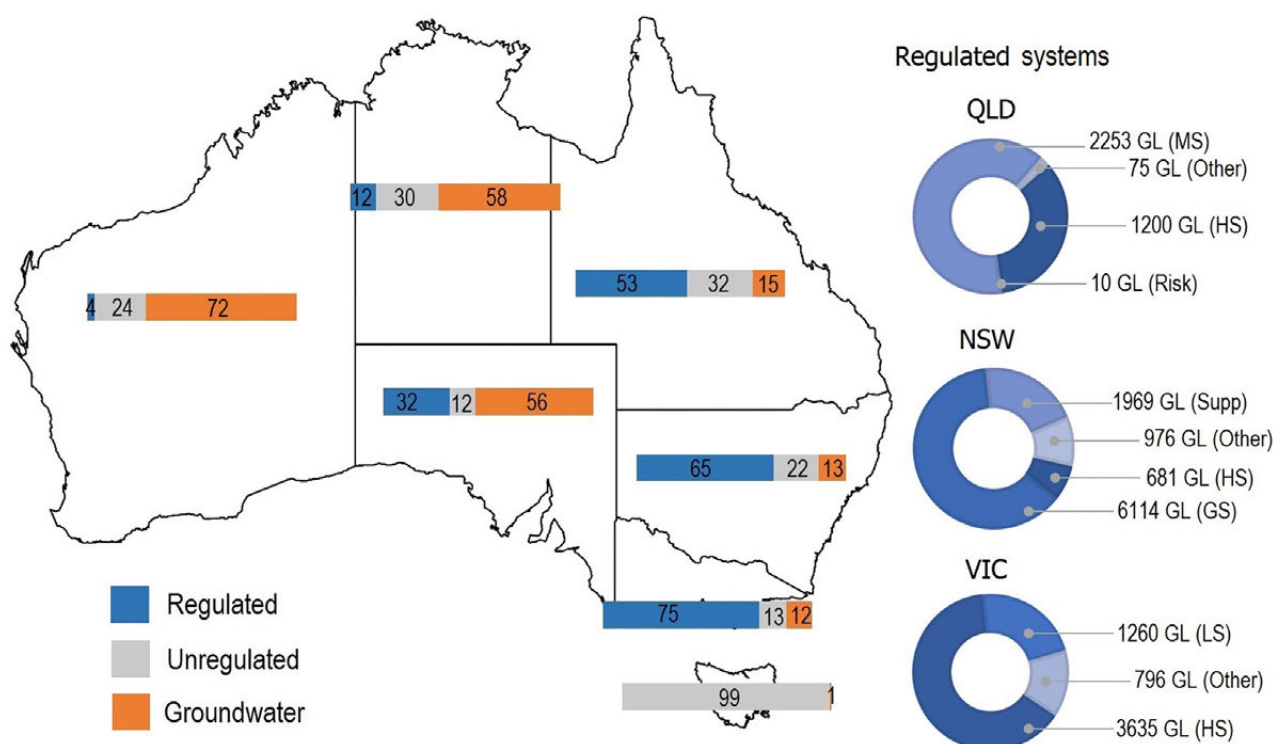 Regulated systems
QLD
2253 GL (MS)
75 GL (Other)
1200 GL (HS)
10 GL (Risk)
NSW
1969 GL (Supp)
976 GL (Other)
681 GL (HS)
6114 GL (GS)
VIC
1260 GL (LS)
796 GL (Other)
3635 GL (HS)
12 30 58
53 32 15
4 24 72
32 12 56
65 22 13
75 13 12
99 1
Regulated
Unregulated
Groundwater